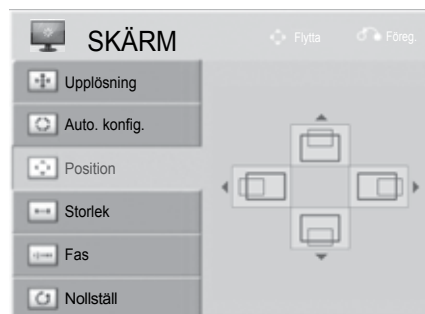 SKÄRM
Flytta
Föreg.
Upplösning
Auto. konfig.
Position
Storlek
Fas
Nollställ